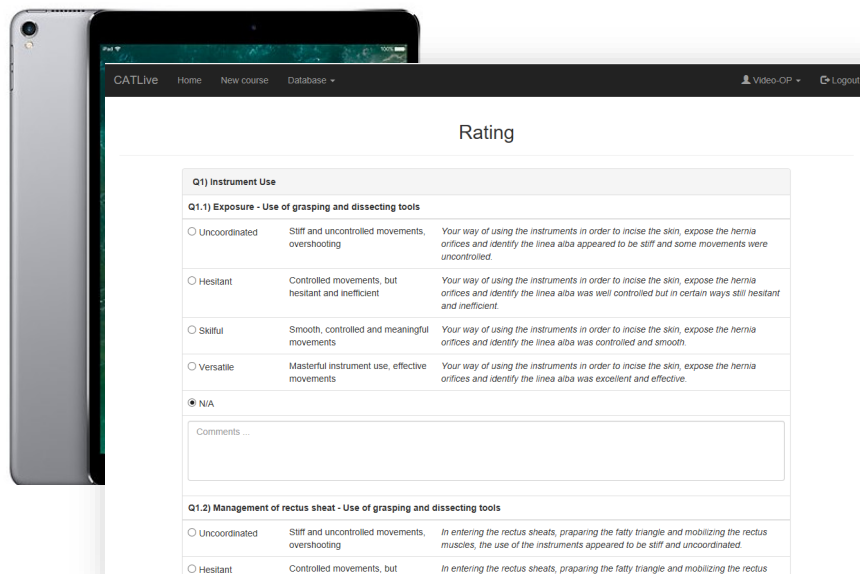 iPad 100%
CATLive Home New course Database Video-OP Logout
Rating
Q1) Instrument Use
Q1.1) Exposure - Use of grasping and dissecting tools
Uncoordinated
Stiff and uncontrolled movements,
overshooting
Your way of using the instruments in order to incise the skin, expose the hernia
orifices and identify the linea alba appeared to be stiff and some movements were
uncontrolled.
Hesitant
Controlled movements, but
hesitant and inefficient
Your way of using the instruments in order to incise the skin, expose the hernia
orifices and identify the linea alba was well controlled but in certain ways still hesitant
and inefficient.
Skilful
Smooth, controlled and meaningful
movements
Your way of using the instruments in order to incise the skin, expose the hernia
orifices and identify the linea alba was controlled and smooth.
Versatile
Masterful instrument use, effective
movements
Your way of using the instruments in order to incise the skin, expose the hernia
orifices and identify the linea alba was excellent and effective.
N/A
Comments ...
Q1.2) Management of rectus sheat - Use of grasping and dissecting tools
Uncoordinated
Stiff and uncontrolled movements,
overshooting
In entering the rectus sheats, praparing the fatty triangle and mobilizing the rectus
muscles, the use of the instruments appeared to be stiff and uncoordinated.
Hesitant
Controlled movements, but
In entering the rectus sheats, praparing the fatty triangle and mobilizing the rectus